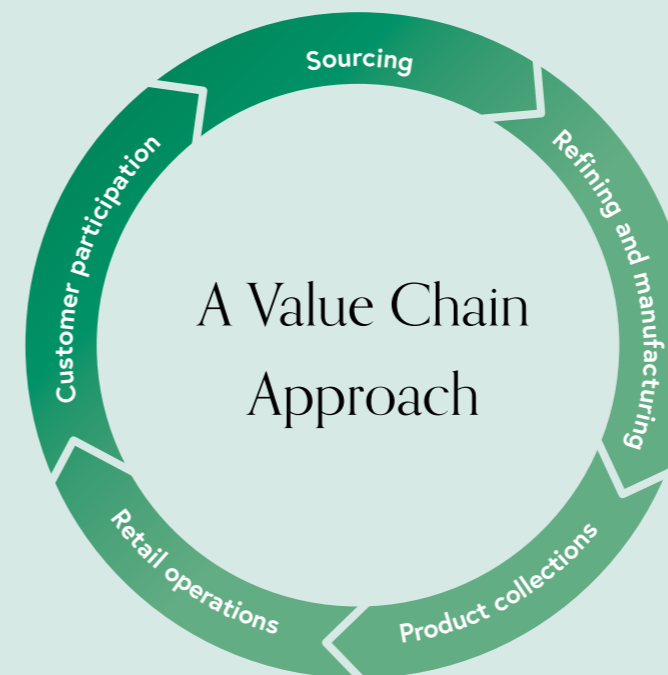 Sourcing
Refining and manufacturing
Product collections
Retail operations
Customer participation
A Value Chain
Approach